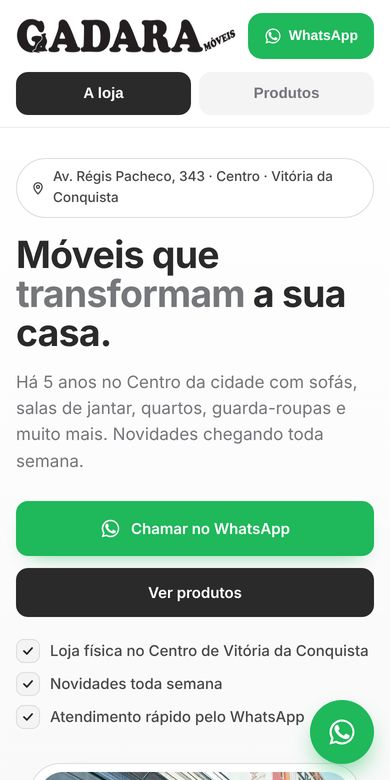 GADARA MÓVEIS
WhatsApp
A loja
Produtos
Av. Régis Pacheco, 343 · Centro · Vitória da
Conquista
Móveis que
transformam a sua
casa.
Há 5 anos no Centro da cidade com sofás,
salas de jantar, quartos, guarda-roupas e
muito mais. Novidades chegando toda
semana.
Chamar no WhatsApp
Ver produtos
Loja física no Centro de Vitória da Conquista
Novidades toda semana
Atendimento rápido pelo WhatsApp